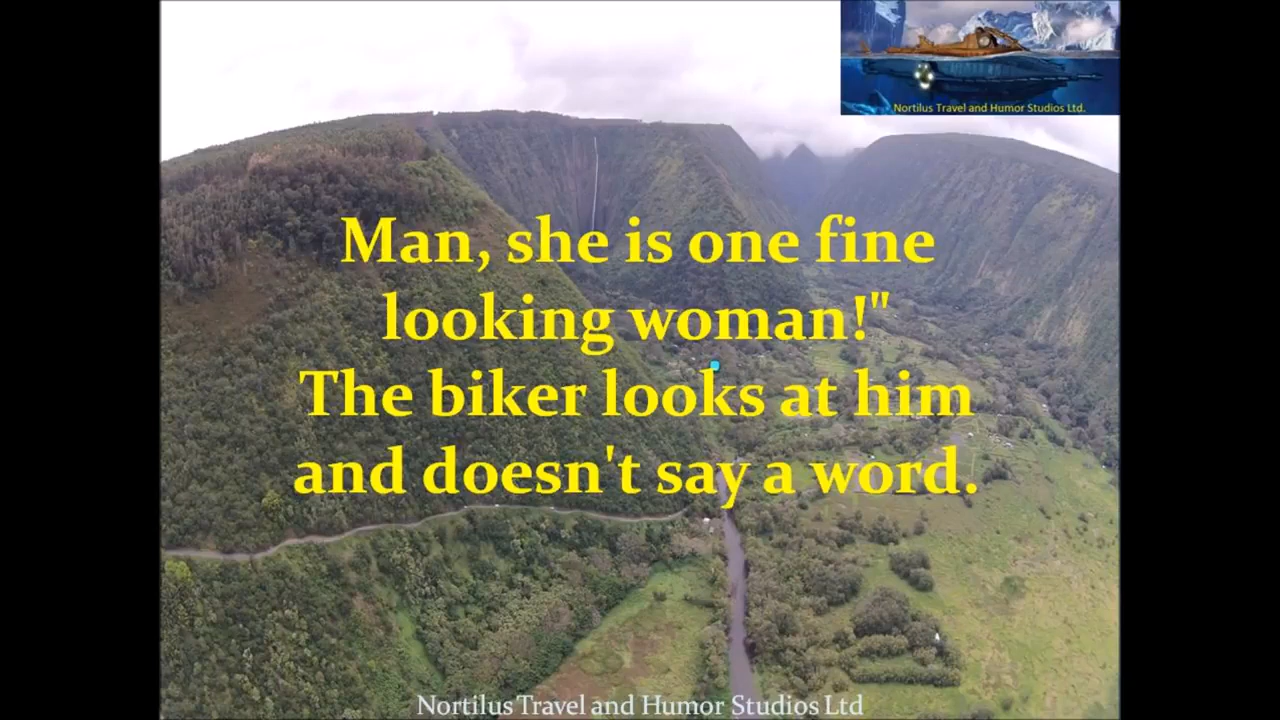 Nortilus Travel and Humor Studios Ltd.
Man, she is one fine
looking woman!"
The biker looks at him
and doesn't say a word.
Nortilus Travel and Humor Studios Ltd